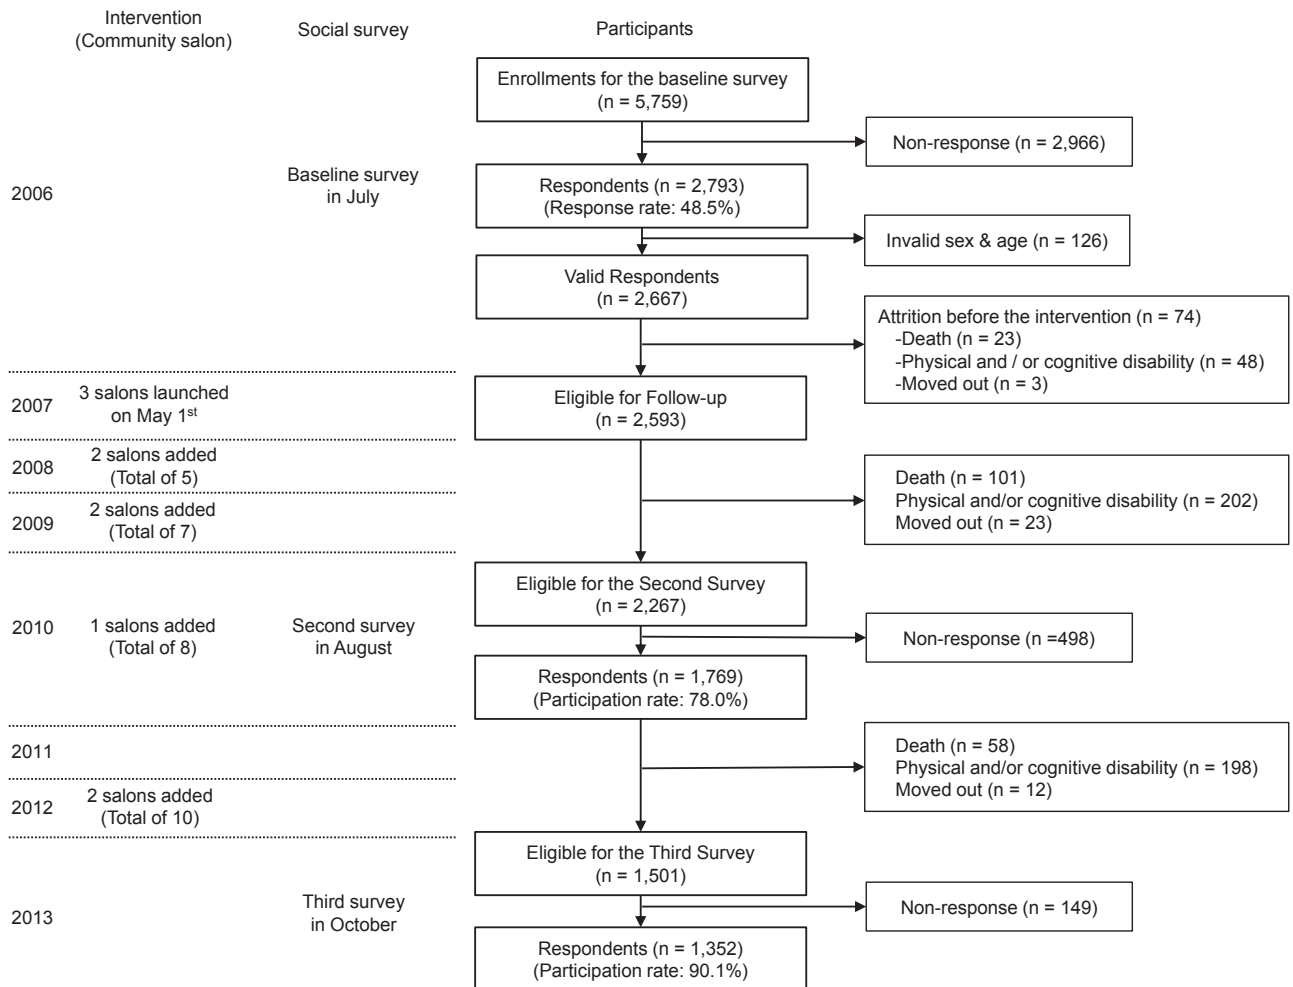 Intervention
(Community salon)
Social survey
Participants
Enrollments for the baseline survey
(n = 5,759)
Non-response (n = 2,966)
2006
Baseline survey
in July
Respondents (n = 2,793)
(Response rate: 48.5%)
Invalid sex & age (n = 126)
Valid Respondents
(n = 2,667)
Attrition before the intervention (n = 74)
-Death (n = 23)
-Physical and / or cognitive disability (n = 48)
-Moved out (n = 3)
2007
3 salons launched
on May 1st
Eligible for Follow-up
(n = 2,593)
2008
2 salons added
(Total of 5)
Death (n = 101)
Physical and/or cognitive disability (n = 202)
Moved out (n = 23)
2009
2 salons added
(Total of 7)
Eligible for the Second Survey
(n = 2,267)
2010
1 salons added
(Total of 8)
Second survey
in August
Non-response (n =498)
Respondents (n = 1,769)
(Participation rate: 78.0%)
2011
Death (n = 58)
Physical and/or cognitive disability (n = 198)
Moved out (n = 12)
2012
2 salons added
(Total of 10)
Eligible for the Third Survey
(n = 1,501)
2013
Third survey
in October
Non-response (n = 149)
Respondents (n = 1,352)
(Participation rate: 90.1%)